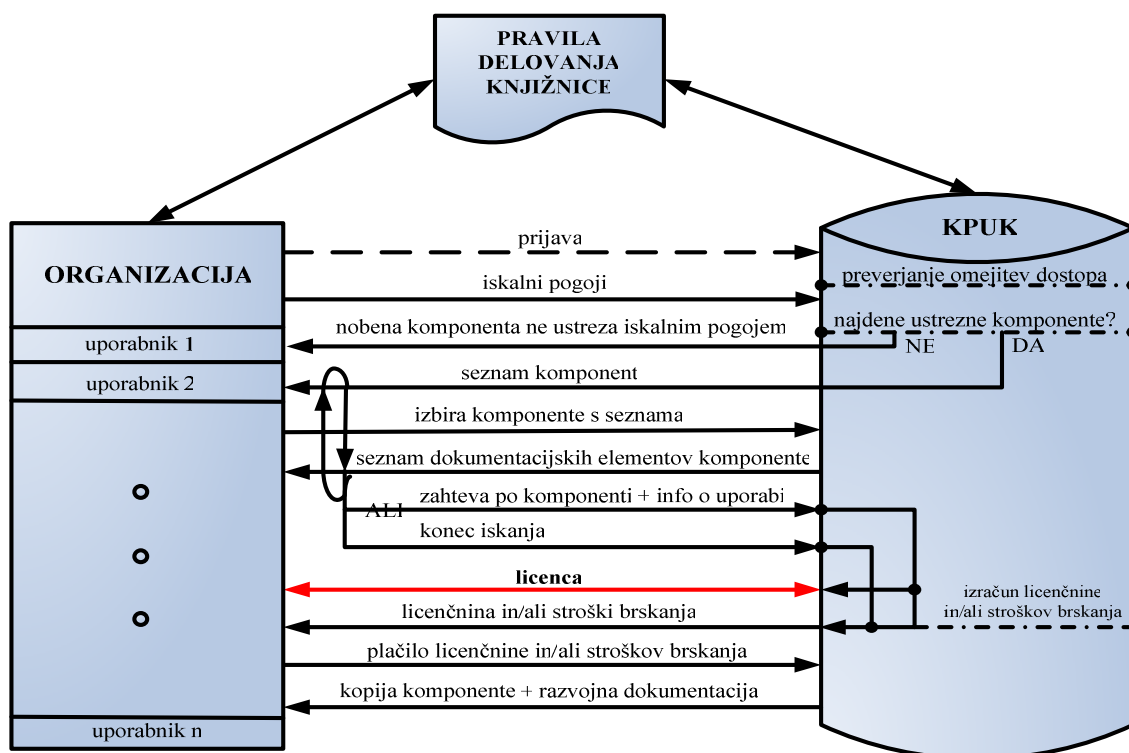 PRAVILA
DELOVANJA
KNJIŽNICE
KPUK
ORGANIZACIJA
prijava
preverjanje omejitev dostopa
iskalni pogoji
nobena komponenta ne ustreza iskalnim pogojem
najdene ustrezne komponente?
uporabnik 1
NE
DA
uporabnik 2
seznam komponent
izbira komponente s seznama
seznam dokumentacijskih elementov komponente
zahteva po komponenti + info o uporabi
ALI
konec iskanja
licenca
izračun licenčnine
in/ali stroškov brskanja
licenčnina in/ali stroški brskanja
plačilo licenčnine in/ali stroškov brskanja
kopija komponente + razvojna dokumentacija
uporabnik n